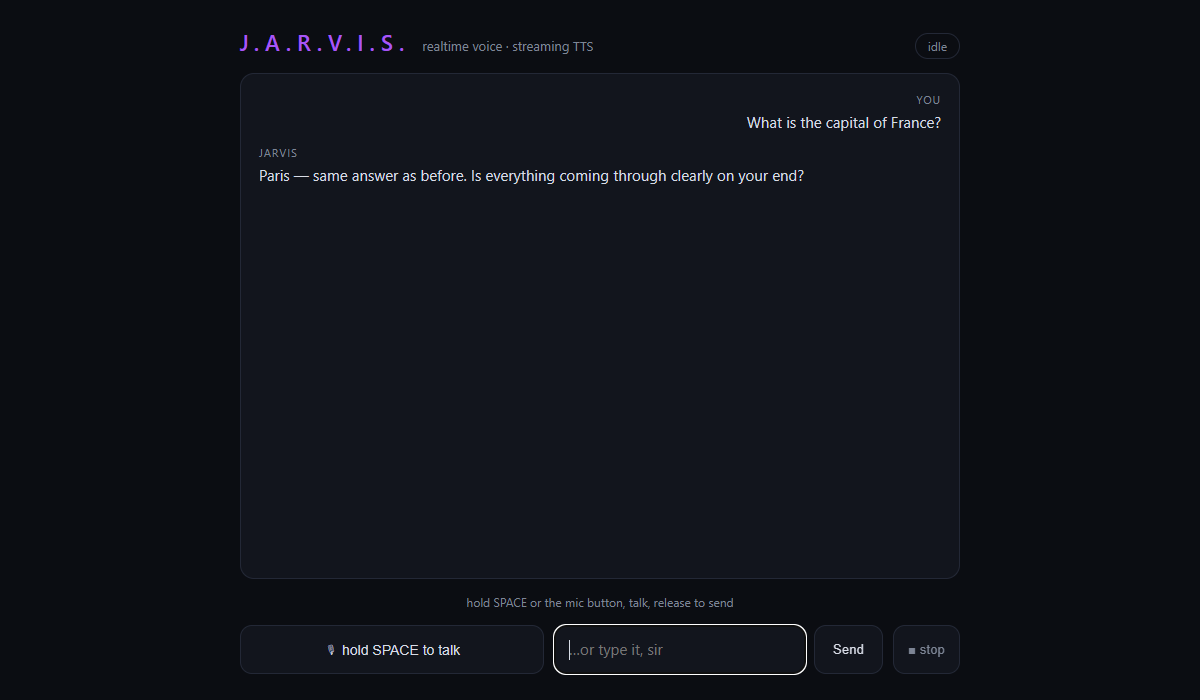 J.A.R.V.I.S. realtime voice · streaming TTS idle
YOU
What is the capital of France?
JARVIS
Paris — same answer as before. Is everything coming through clearly on your end?
hold SPACE or the mic button, talk, release to send
🎙 hold SPACE to talk ...or type it, sir Send ■ stop